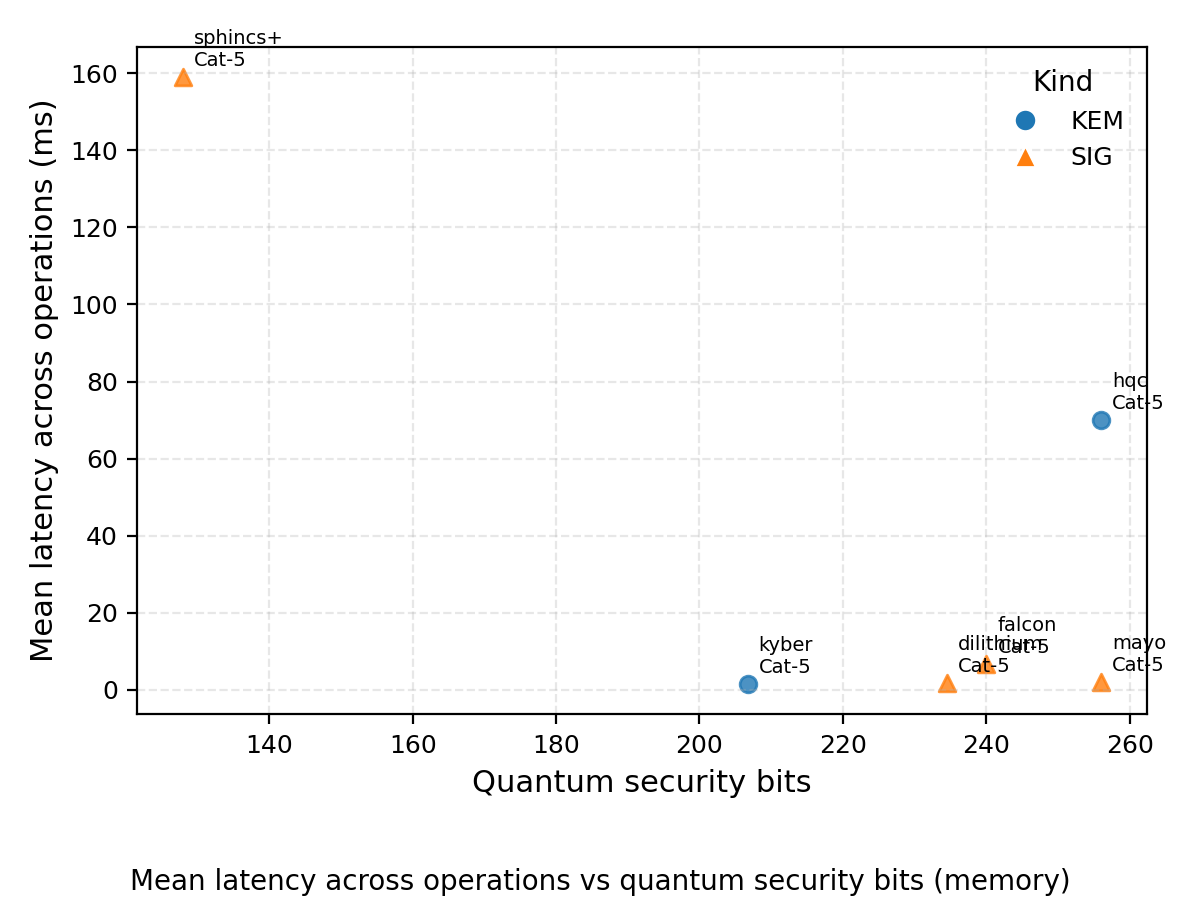 sphincs+
Cat-5
160
140
120
100
80
60
40
20
0
Mean latency across operations (ms)
Kind
KEM
SIG
hqc
Cat-5
kyber
Cat-5
dilithium
Cat-5
falcon
Cat-5
mayo
Cat-5
140
160
180
200
220
240
260
Quantum security bits
Mean latency across operations vs quantum security bits (memory)